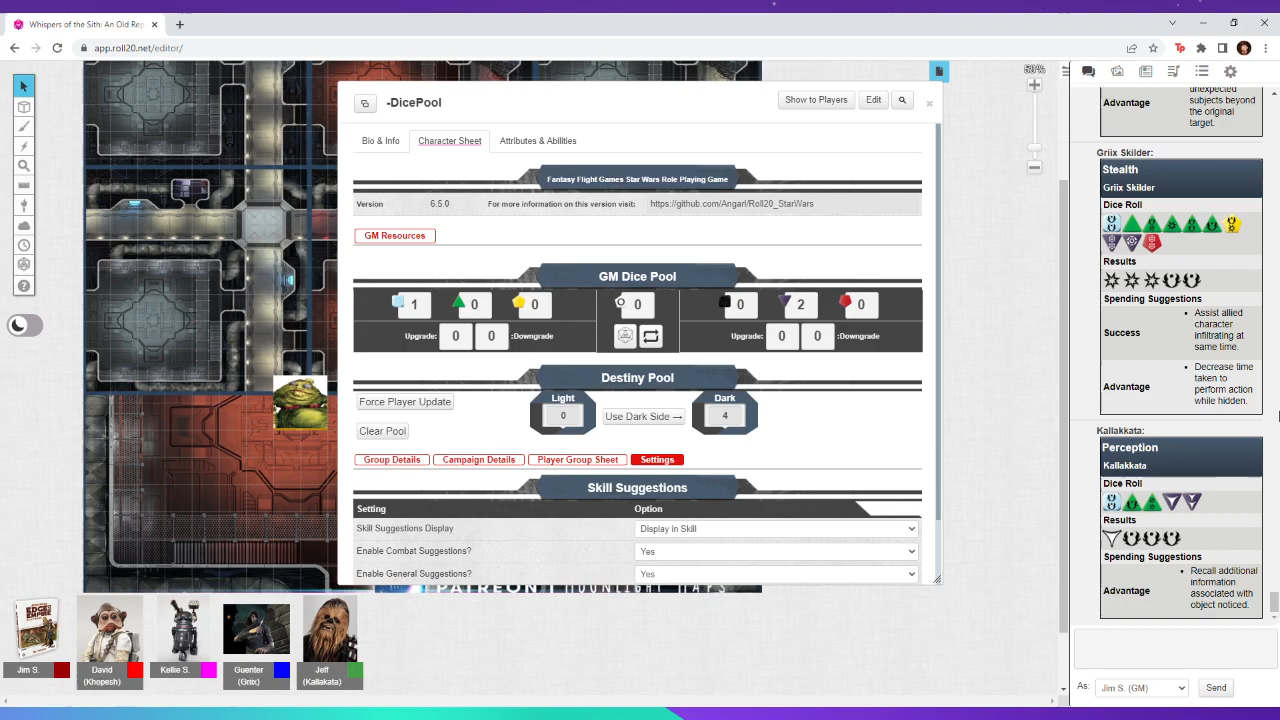 Whispers of the Sith: An Old Rep
app.roll20.net/editor/
Tp
50%
-DicePool
Show to Players
Edit
Bio & Info
Character Sheet
Attributes & Abilities
Fantasy Flight Games Star Wars Role Playing Game
Version 6.5.0 For more information on this version visit: https://github.com/Angarl/Roll20_StarWars
GM Resources
GM Dice Pool
1 0 0 0 0 2 0
Upgrade: 0 0 :Downgrade
Upgrade: 0 0 :Downgrade
Destiny Pool
Force Player Update
Clear Pool
Light
0
Use Dark Side →
Dark
4
Group Details
Campaign Details
Player Group Sheet
Settings
Skill Suggestions
Setting Option
Skill Suggestions Display Display in Skill
Enable Combat Suggestions? Yes
Enable General Suggestions? Yes
PATREON MOONLIGHT MAPS
EDGE
EMPIRE
Jim S.
David
(Khopesh)
Kellie S.
Guenter
(Griix)
Jeff
(Kallakata)
Advantage
unexpected
subjects beyond
the original
target.
Griix Skilder:
Stealth
Griix Skilder
Dice Roll
Results
Spending Suggestions
Success
Assist allied
character
infiltrating at
same time.
Advantage
Decrease time
taken to
perform action
while hidden.
Kallakkata:
Perception
Kallakkata
Dice Roll
Results
Spending Suggestions
Advantage
Recall additional
information
associated with
object noticed.
As: Jim S. (GM)
Send